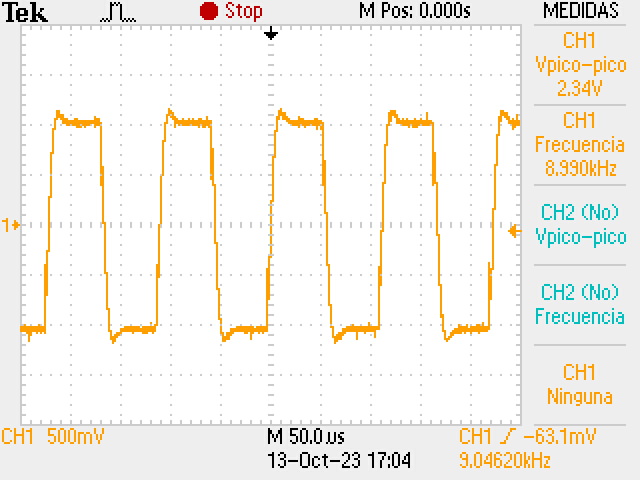 Tek Stop M Pos: 0.000s MEDIDAS
CH1
Vpico-pico
2.34V
CH1
Frecuencia
8.990kHz
CH2 (No)
Vpico-pico
CH2 (No)
Frecuencia
CH1
Ninguna
1
CH1 500mV M 50.0us CH1 -63.1mV
13-Oct-23 17:04 9.04620kHz